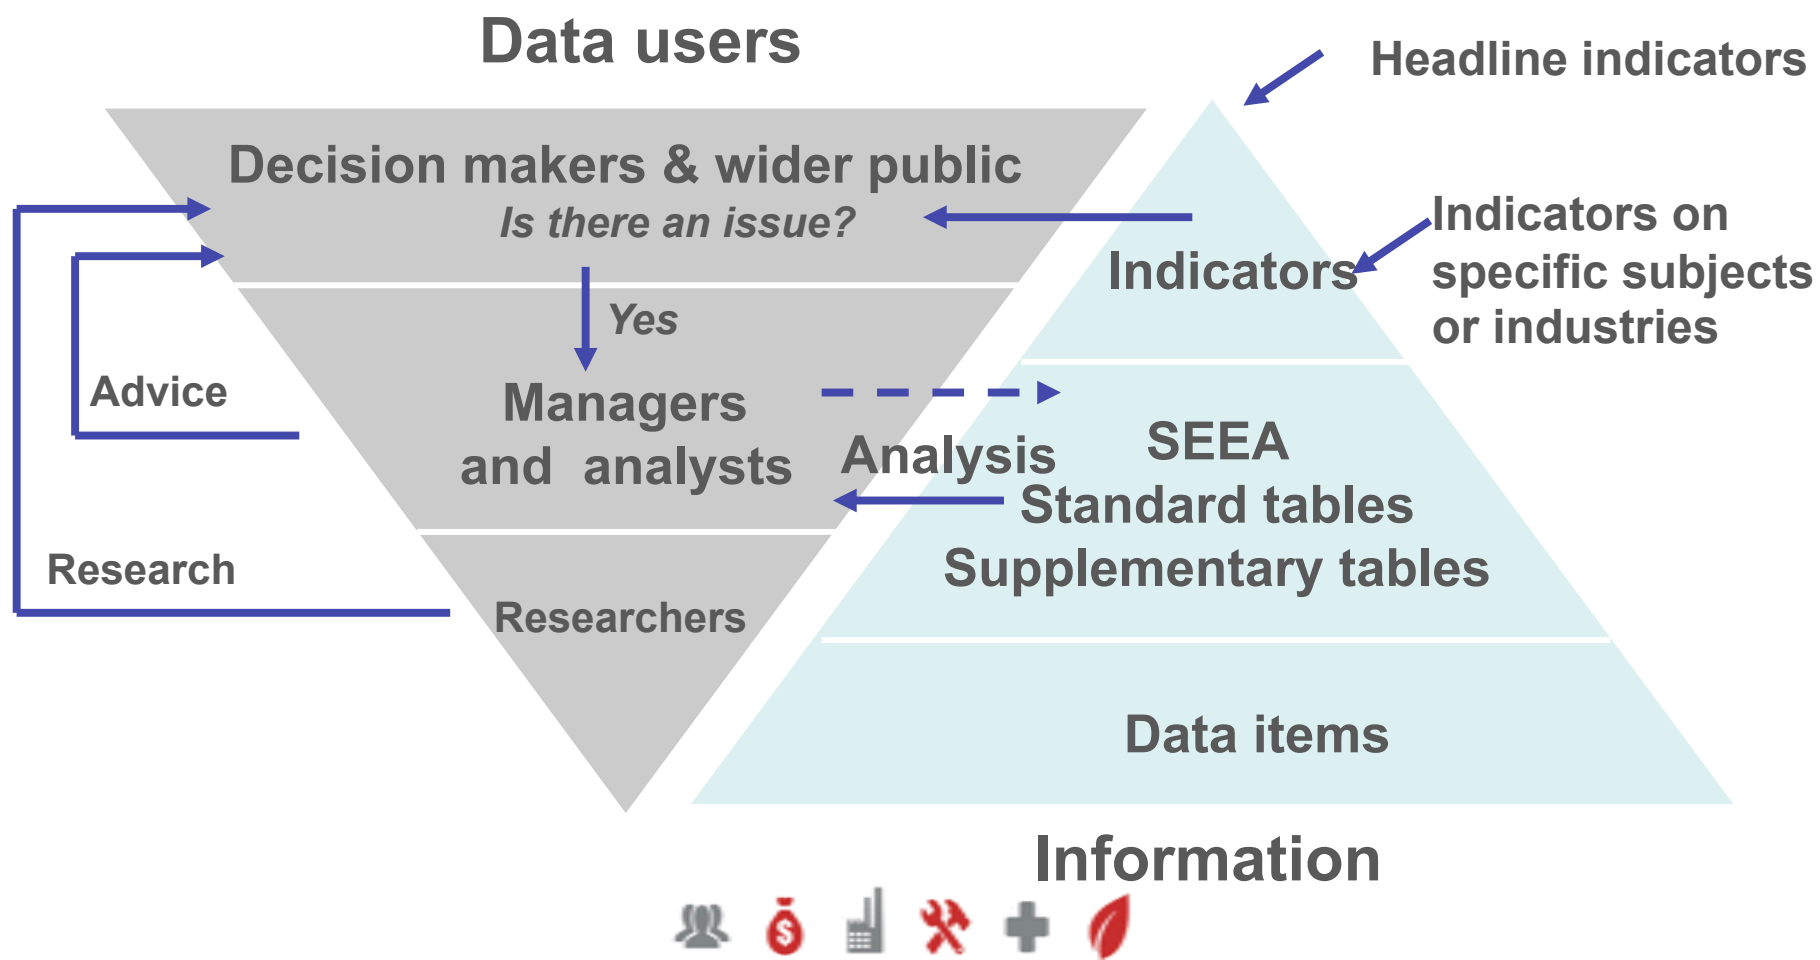 Data users
Headline indicators
Decision makers & wider public
Is there an issue?
Indicators on
specific subjects
or industries
Indicators
Yes
Advice
Managers
and analysts
Analysis
SEEA
Standard tables
Supplementary tables
Research
Researchers
Data items
Information
$